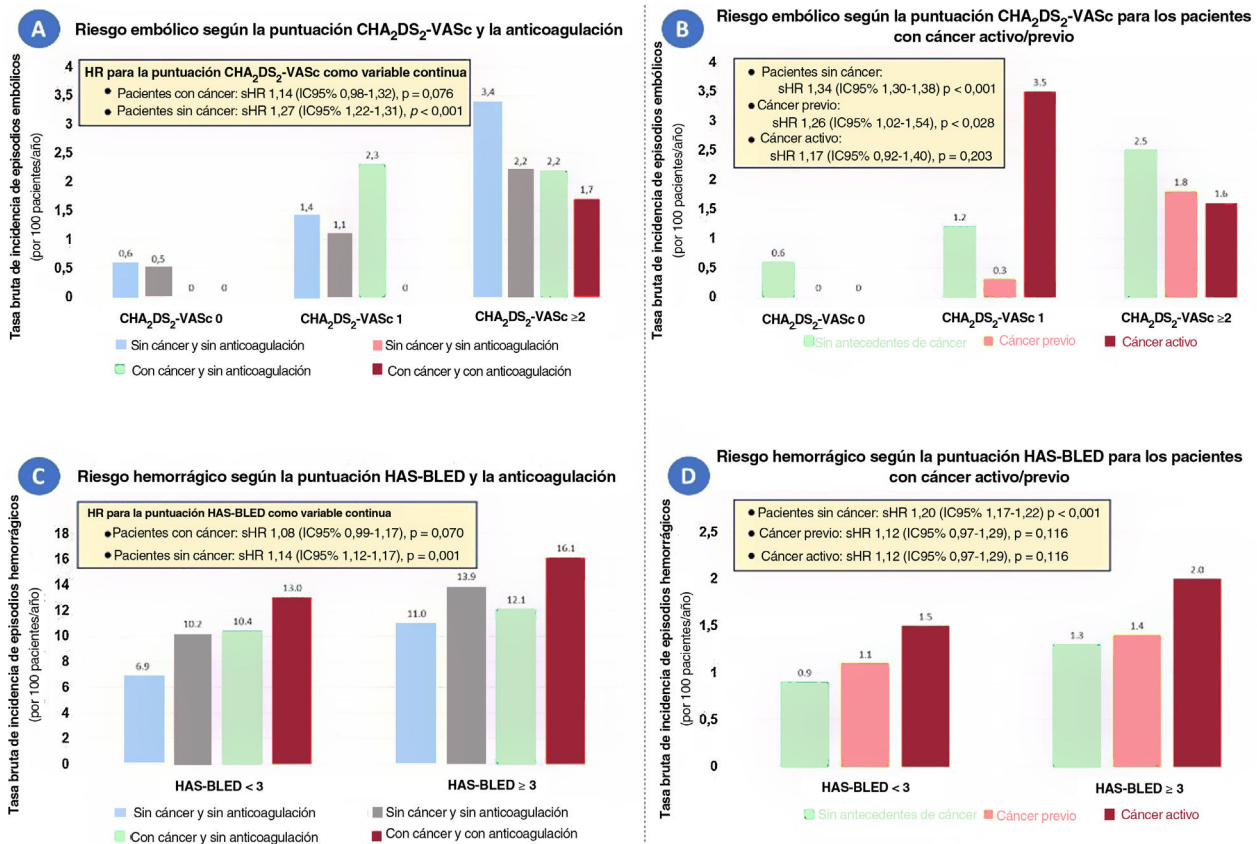 A
Riesgo embólico según la puntuación CHA2DS2-VASc y la anticoagulación
Tasa bruta de incidencia de episodios embólicos
(por 100 pacientes/año)
HR para la puntuación CHA2DS2-VASc como variable continua
● Pacientes con cáncer: sHR 1,14 (IC95% 0,98-1,32), p = 0,076
● Pacientes sin cáncer: sHR 1,27 (IC95% 1,22-1,31), p < 0,001
4
3,5
3
2,5
2
1,5
1
0,5
0
0,6
0,5
0
0
1,4
1,1
2,3
0
3,4
2,2
2,2
1,7
CHA2DS2-VASc 0
CHA2DS2-VASc 1
CHA2DS2-VASc ≥2
Sin cáncer y sin anticoagulación
Sin cáncer y sin anticoagulación
Con cáncer y sin anticoagulación
Con cáncer y con anticoagulación
B
Riesgo embólico según la puntuación CHA2DS2-VASc para los pacientes
con cáncer activo/previo
Tasa bruta de incidencia de episodios embólicos
(por 100 pacientes/año)
● Pacientes sin cáncer:
sHR 1,34 (IC95% 1,30-1,38) p < 0,001
● Cáncer previo:
sHR 1,26 (IC95% 1,02-1,54), p < 0,028
● Cáncer activo:
sHR 1,17 (IC95% 0,92-1,40), p = 0,203
4
3,5
3
2,5
2
1,5
1
0,5
0
0.6
0
0
1.2
0.3
3.5
2.5
1.8
1.6
CHA2DS2-VASc 0
CHA2DS2-VASc 1
CHA2DS2-VASc ≥2
Sin antecedentes de cáncer
Cáncer previo
Cáncer activo
C
Riesgo hemorrágico según la puntuación HAS-BLED y la anticoagulación
Tasa bruta de incidencia de episodios hemorrágicos
(por 100 pacientes/año)
HR para la puntuación HAS-BLED como variable continua
● Pacientes con cáncer: sHR 1,08 (IC95% 0,99-1,17), p = 0,070
● Pacientes sin cáncer: sHR 1,14 (IC95% 1,12-1,17), p = 0,001
18
16
14
12
10
8
6
4
2
0
6.9
10.2
10.4
13.0
11.0
13.9
12.1
16.1
HAS-BLED < 3
HAS-BLED ≥ 3
Sin cáncer y sin anticoagulación
Sin cáncer y sin anticoagulación
Con cáncer y sin anticoagulación
Con cáncer y con anticoagulación
D
Riesgo hemorrágico según la puntuación HAS-BLED para los pacientes
con cáncer activo/previo
Tasa bruta de incidencia de episodios hemorrágicos
(por 100 pacientes/año)
● Pacientes sin cáncer: sHR 1,20 (IC95% 1,17-1,22) p < 0,001
● Cáncer previo: sHR 1,12 (IC95% 0,97-1,29), p = 0,116
● Cáncer activo: sHR 1,12 (IC95% 0,97-1,29), p = 0,116
2,5
2
1,5
1
0,5
0
0.9
1.1
1.5
1.3
1.4
2.0
HAS-BLED < 3
HAS-BLED ≥ 3
Sin antecedentes de cáncer
Cáncer previo
Cáncer activo